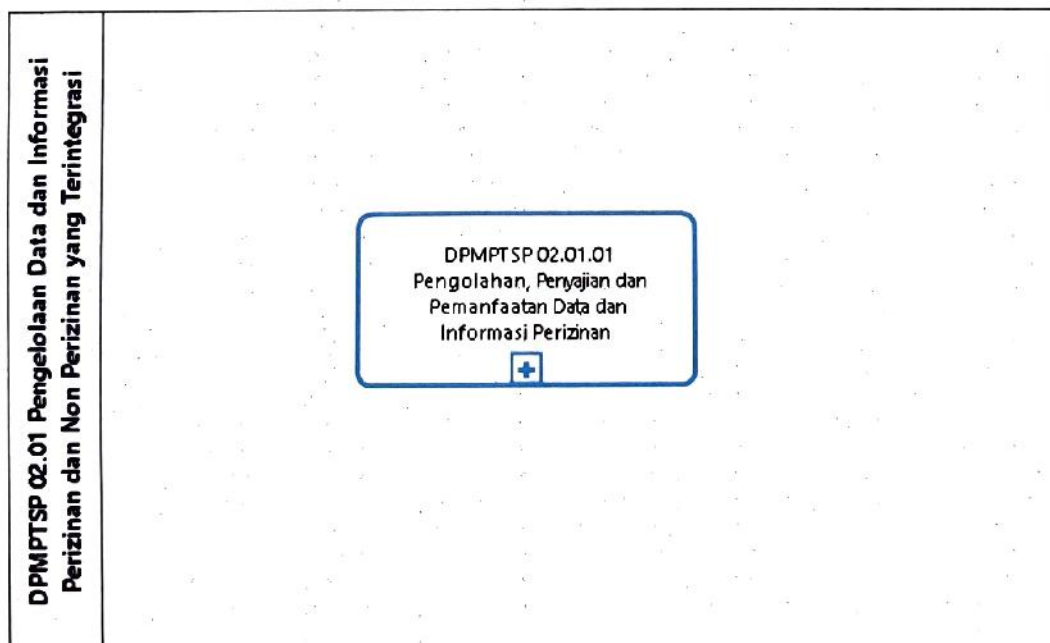 DPMPTSP 02.01 Pengelolaan Data dan Informasi
Perizinan dan Non Perizinan yang Terintegrasi
DPMPTSP 02.01.01
Pengolahan, Penyajian dan
Pemanfaatan Data dan
Informasi Perizinan